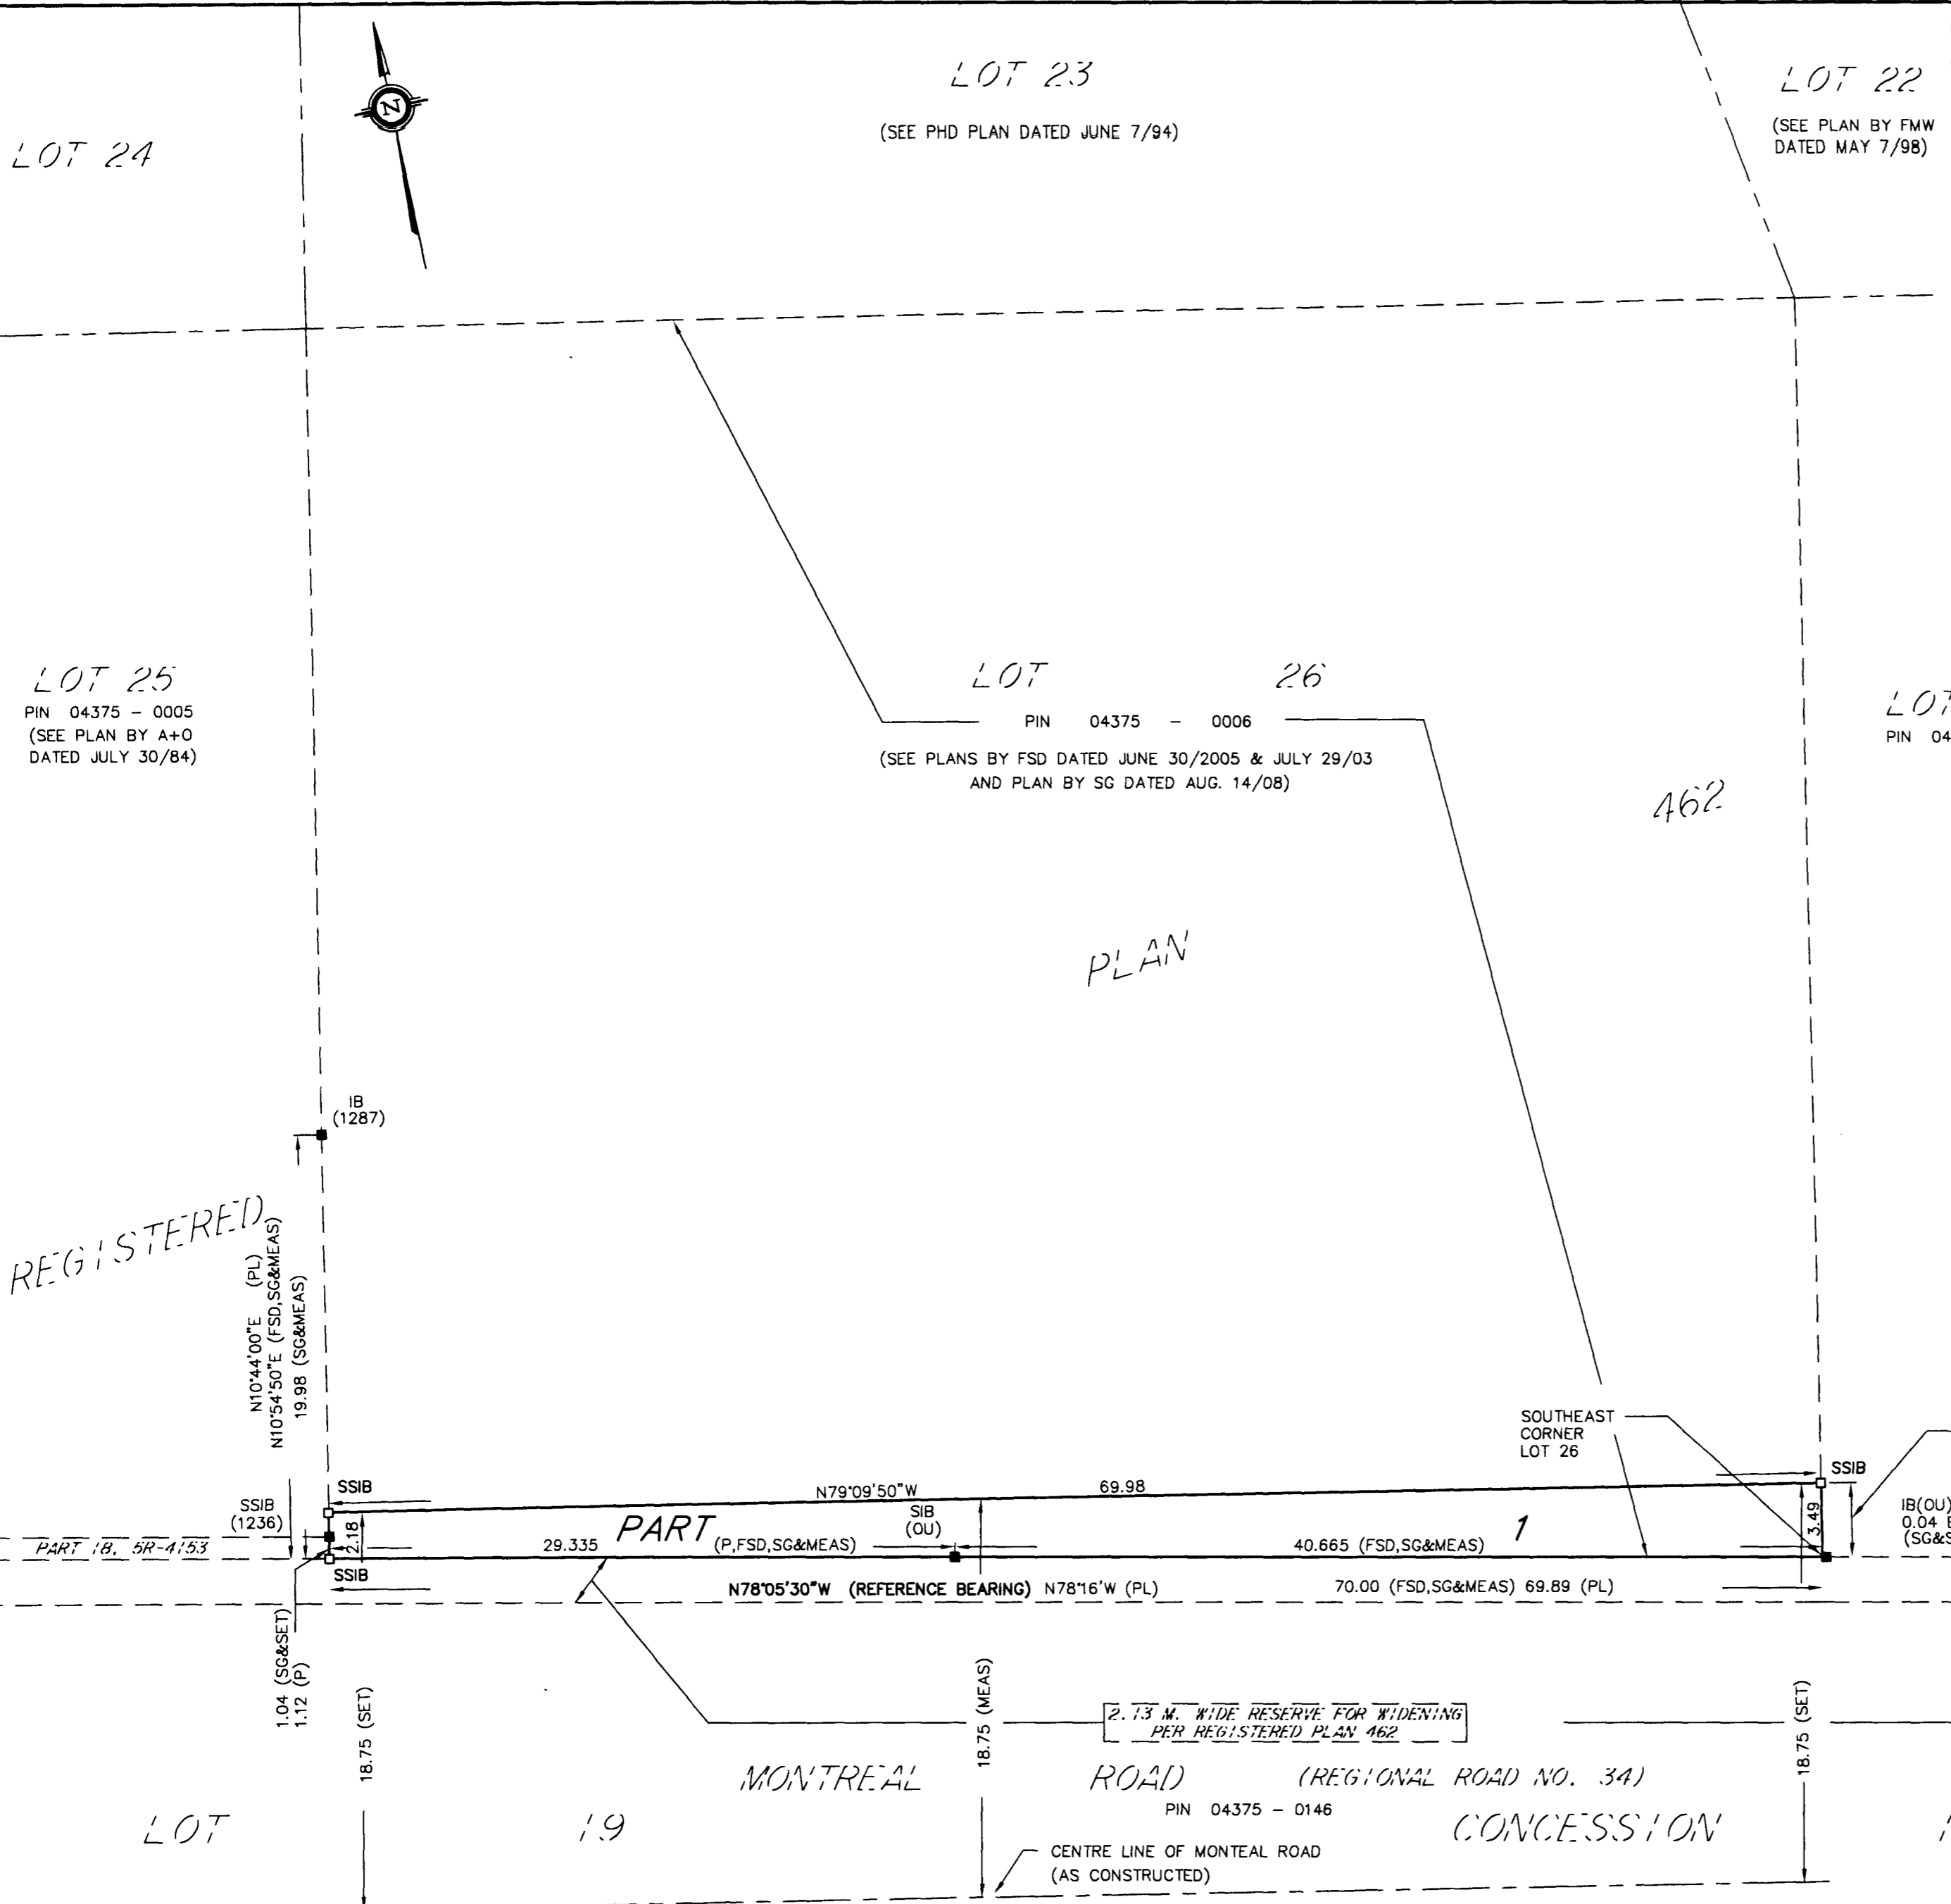 LOT 23
(SEE PHD PLAN DATED JUNE 7/94)
LOT 22
(SEE PLAN BY FMW
DATED MAY 7/98)
LOT 24
N
LOT 25
PIN 04375 - 0005
(SEE PLAN BY A+O
DATED JULY 30/84)
LOT 26
PIN 04375 - 0006
(SEE PLANS BY FSD DATED JUNE 30/2005 & JULY 29/03
AND PLAN BY SG DATED AUG. 14/08)
LOT
PIN 04
462
PLAN
IB
(1287)
REGISTERED
N10°44'00"E (PL)
N10°54'50"E (FSD,SG&MEAS)
19.98 (SG&MEAS)
SOUTHEAST
CORNER
LOT 26
SSIB
SSIB
N79°09'50"W 69.98
SSIB
(1236)
2.18
PART 18, 5R-4153
29.335
PART 1
(P,FSD,SG&MEAS)
SIB
(OU)
40.665 (FSD,SG&MEAS)
3.49
IB(OU)
0.04
(SG&S
SSIB
N78°05'30"W (REFERENCE BEARING) N78°16'W (PL)
70.00 (FSD,SG&MEAS) 69.89 (PL)
1.04 (SG&SET)
1.12 (P)
18.75 (SET)
18.75 (MEAS)
18.75 (SET)
2.13 M. WIDE RESERVE FOR WIDENING
PER REGISTERED PLAN 462
MONTREAL ROAD (REGIONAL ROAD NO. 34)
PIN 04375 - 0146
LOT 19 CONCESSION
CENTRE LINE OF MONTEAL ROAD
(AS CONSTRUCTED)